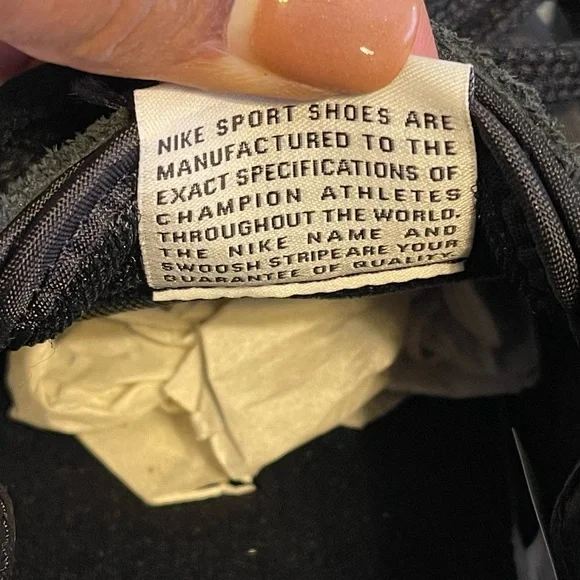 NIKE SPORT SHOES ARE
MANUFACTURED TO THE
EXACT SPECIFICATIONS OF
CHAMPION ATHLETES
THROUGHOUT THE WORLD.
THE NIKE NAME AND
SWOOSH STRIPE ARE YOUR
GUARANTEE OF QUALITY.